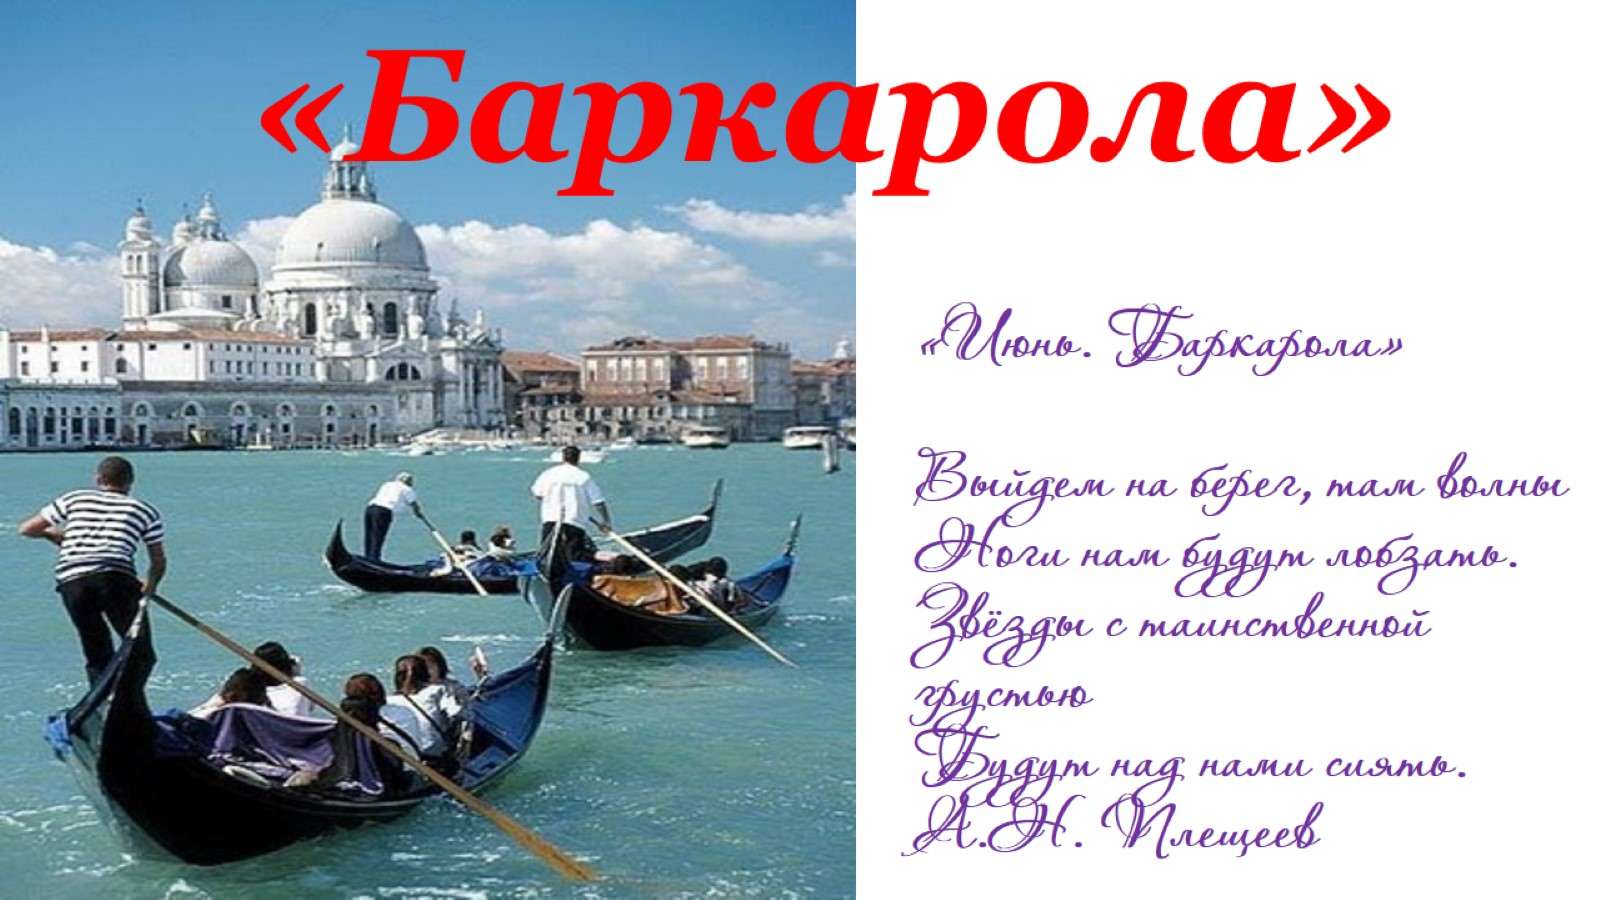 «Баркарола»
«Июнь. Баркарола»
Выйдем на берег, там волны
Ноги нам будут лобзать.
Звёзды с таинственной
грустью
Будут над нами сиять.
А.Н. Плещеев